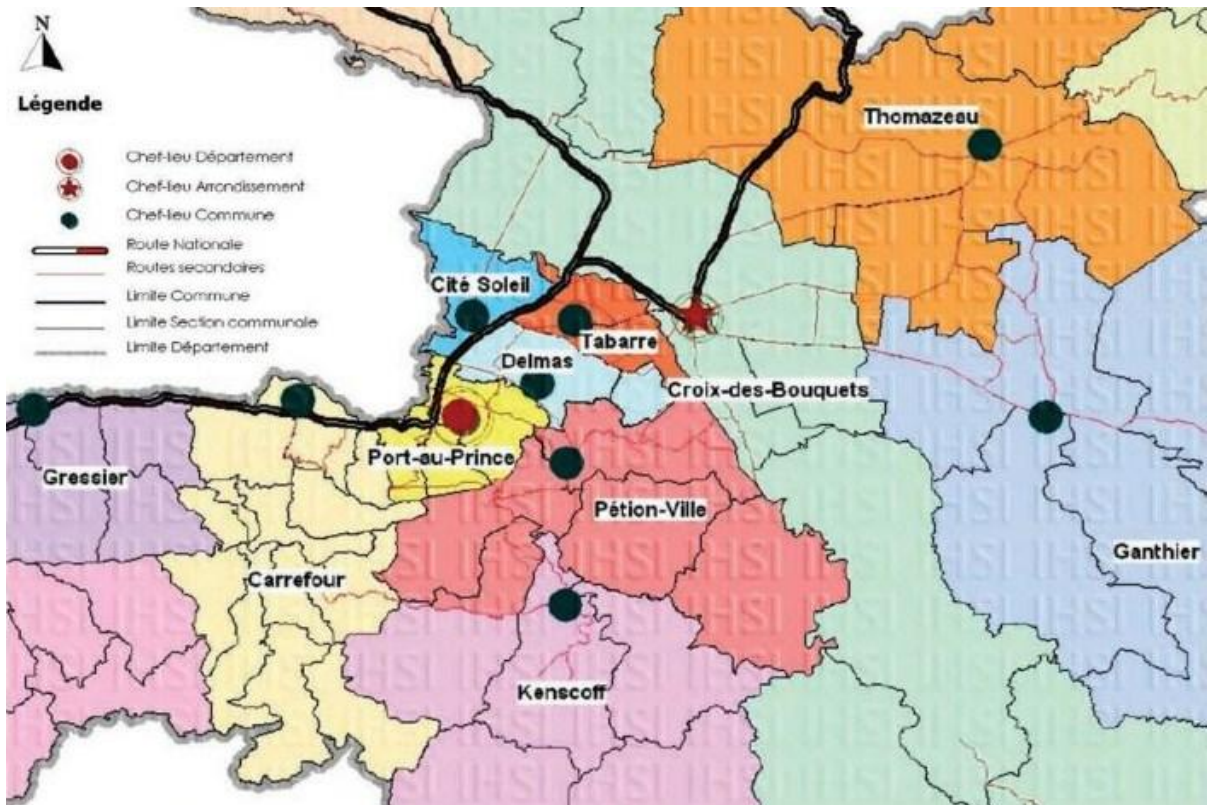 N
Légende
Chef-lieu Département
Chef-lieu Arrondissement
Chef-lieu Commune
Route Nationale
Routes secondaires
Limite Commune
Limite Section communale
Limite Département
Thomazeau
Cité Soleil
Tabarre
Delmas
Croix-des-Bouquets
Port-au-Prince
Gressier
Pétion-Ville
Ganthier
Carrefour
Kenscoff
IHSI